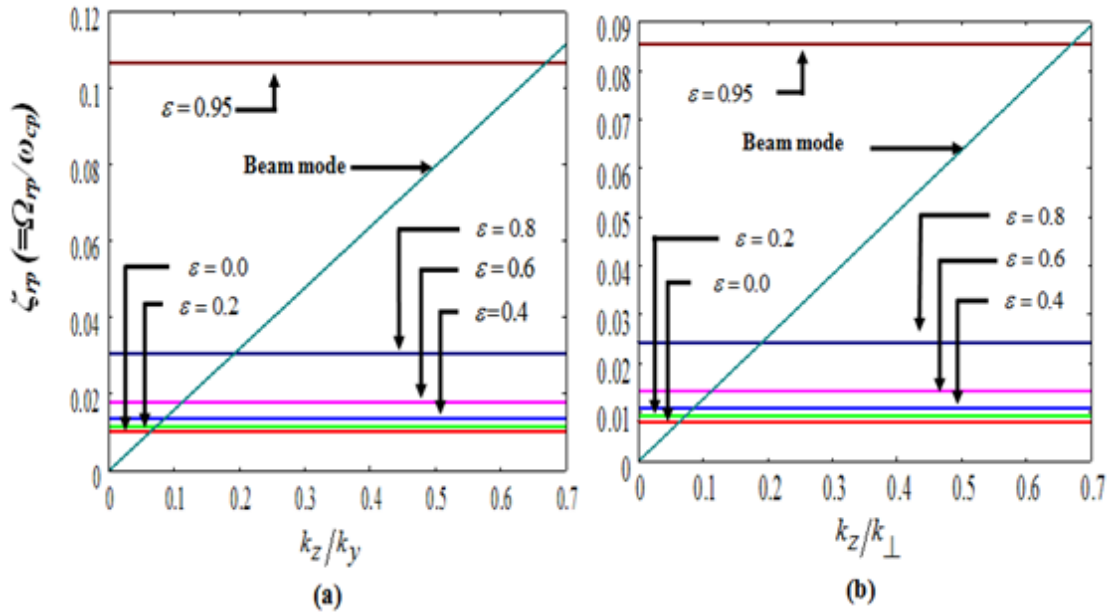 0.12
0.1
0.08
0.06
0.04
0.02
0
ζrp (=Ωrp/ωcp)
ε = 0.95
Beam mode
ε = 0.0
ε = 0.2
ε = 0.8
ε = 0.6
ε=0.4
0 0.1 0.2 0.3 0.4 0.5 0.6 0.7
kz/ky
(a)
0.09
0.08
0.07
0.06
0.05
0.04
0.03
0.02
0.01
0
ε = 0.95
Beam mode
ε = 0.2
ε = 0.0
ε = 0.8
ε = 0.6
ε = 0.4
0 0.1 0.2 0.3 0.4 0.5 0.6 0.7
kz/k⊥
(b)